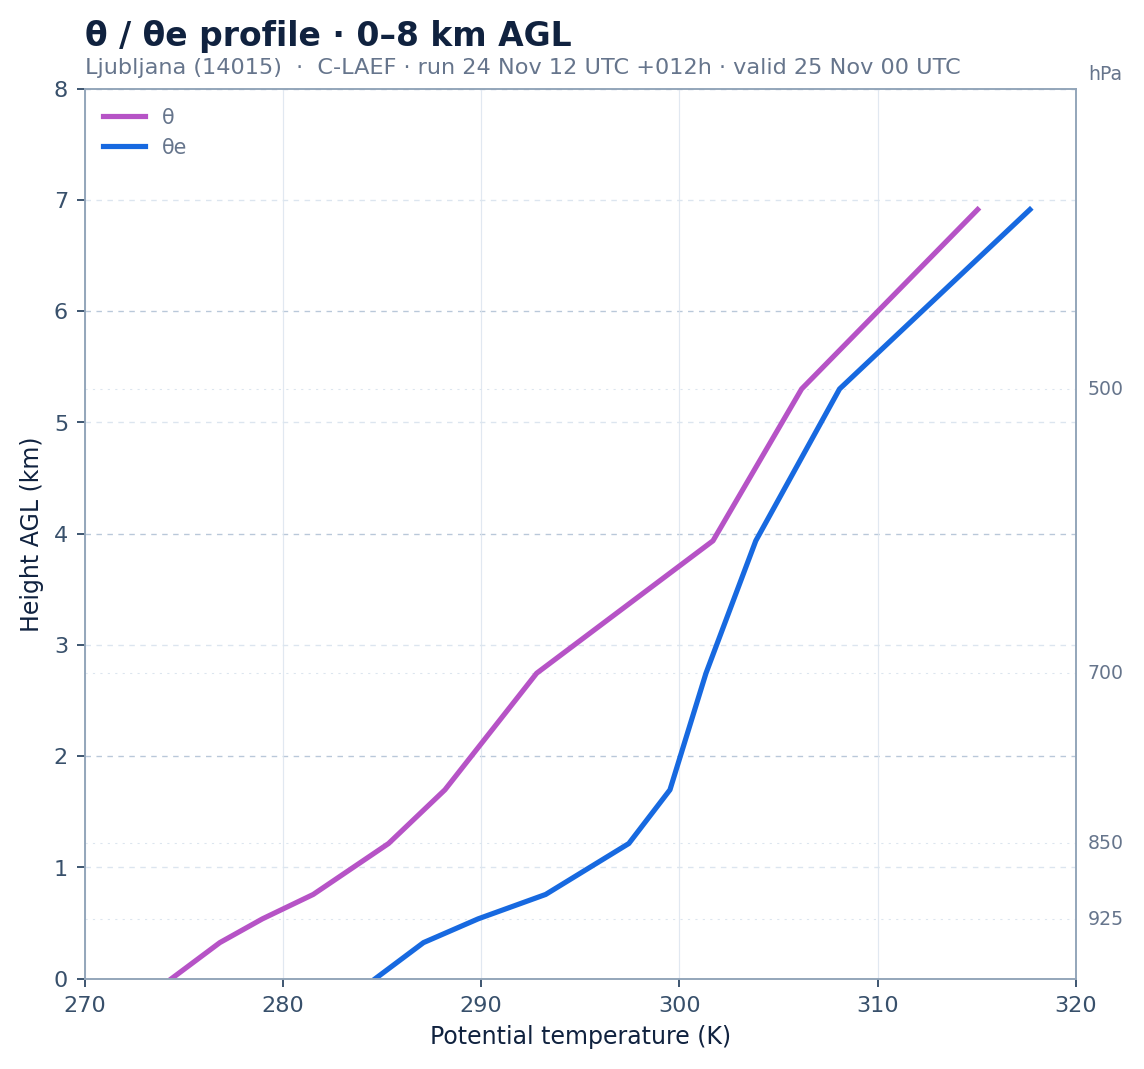 θ / θe profile · 0–8 km AGL
Ljubljana (14015)  ·  C-LAEF · run 24 Nov 12 UTC +012h · valid 25 Nov 00 UTC
hPa
θ
θe
8
7
6
5
4
3
2
1
0
500
700
850
925
Height AGL (km)
270
280
290
300
310
320
Potential temperature (K)